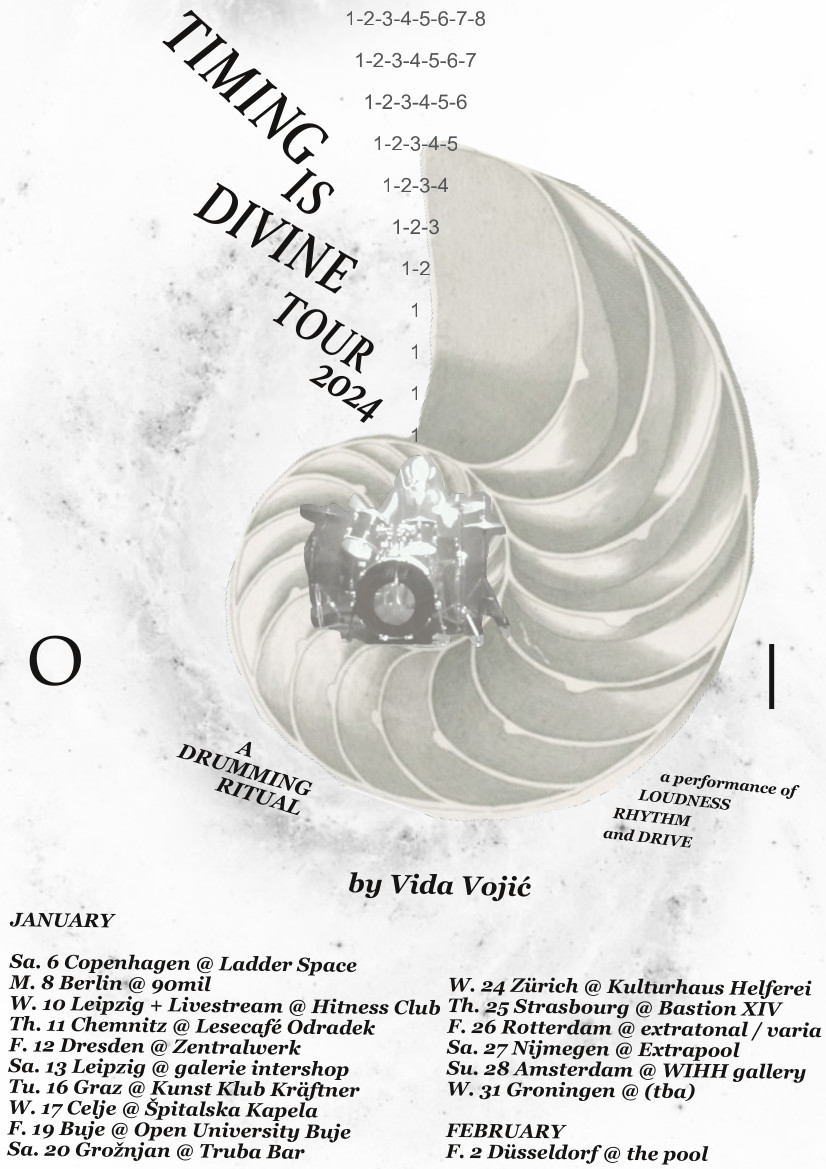 1-2-3-4-5-6-7-8
1-2-3-4-5-6-7
1-2-3-4-5-6
1-2-3-4-5
1-2-3-4
1-2-3
1-2
1
1
1
1
TIMING
IS
DIVINE
TOUR
2024
O
|
A
DRUMMING
RITUAL
a performance of
LOUDNESS
RHYTHM
and DRIVE
by Vida Vojić
JANUARY
Sa. 6 Copenhagen @ Ladder Space
M. 8 Berlin @ 90mil
W. 10 Leipzig + Livestream @ Hitness Club
Th. 11 Chemnitz @ Lesecafé Odradek
F. 12 Dresden @ Zentralwerk
Sa. 13 Leipzig @ galerie intershop
Tu. 16 Graz @ Kunst Klub Kräftner
W. 17 Celje @ Špitalska Kapela
F. 19 Buje @ Open University Buje
Sa. 20 Grožnjan @ Truba Bar
W. 24 Zürich @ Kulturhaus Helferei
Th. 25 Strasbourg @ Bastion XIV
F. 26 Rotterdam @ extratonal / varia
Sa. 27 Nijmegen @ Extrapool
Su. 28 Amsterdam @ WIHH gallery
W. 31 Groningen @ (tba)
FEBRUARY
F. 2 Düsseldorf @ the pool